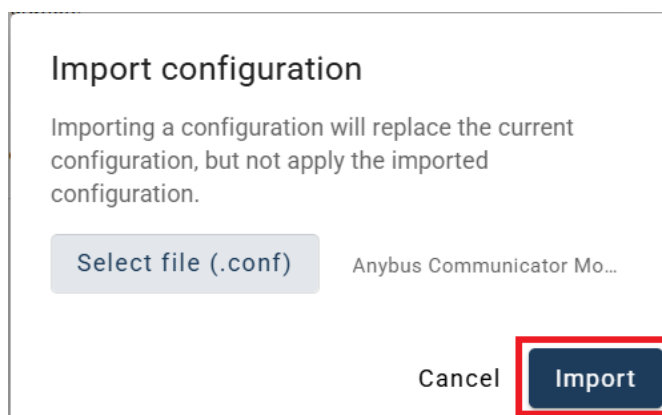 Import configuration
Importing a configuration will replace the current
configuration, but not apply the imported
configuration.
Select file (.conf) Anybus Communicator Mo…
Cancel Import